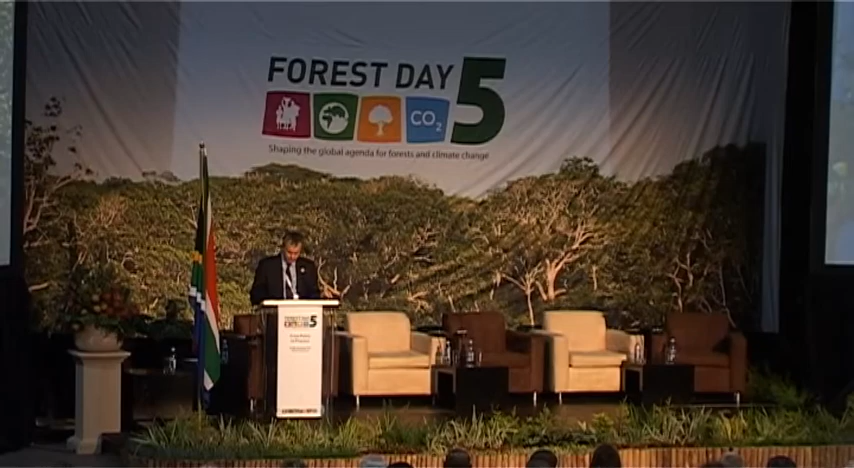 FOREST DAY 5
CO2
Shaping the global agenda for forests and climate change
5